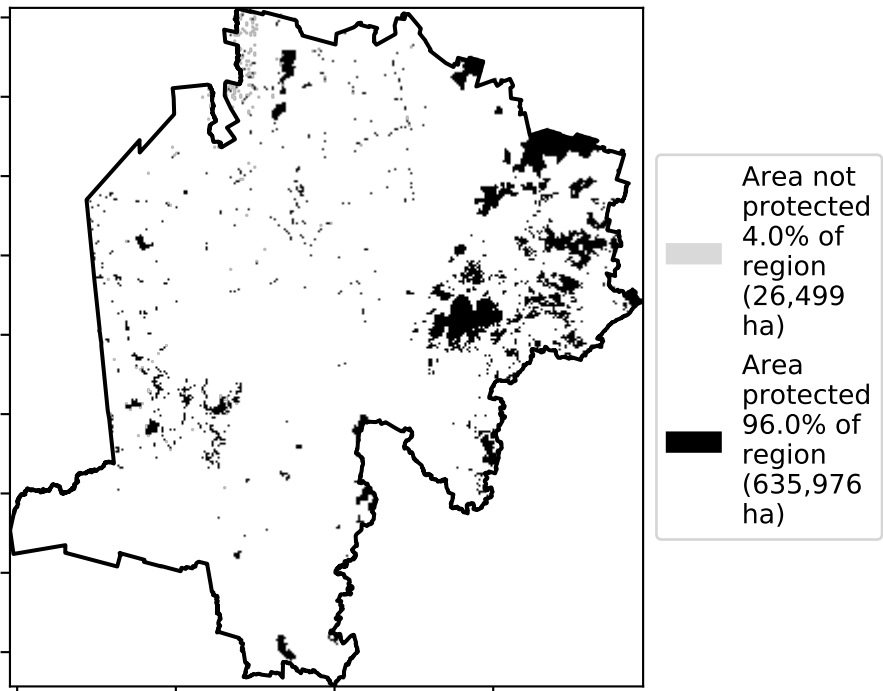 Area not
protected
4.0% of
region
(26,499
ha)
Area
protected
96.0% of
region
(635,976
ha)